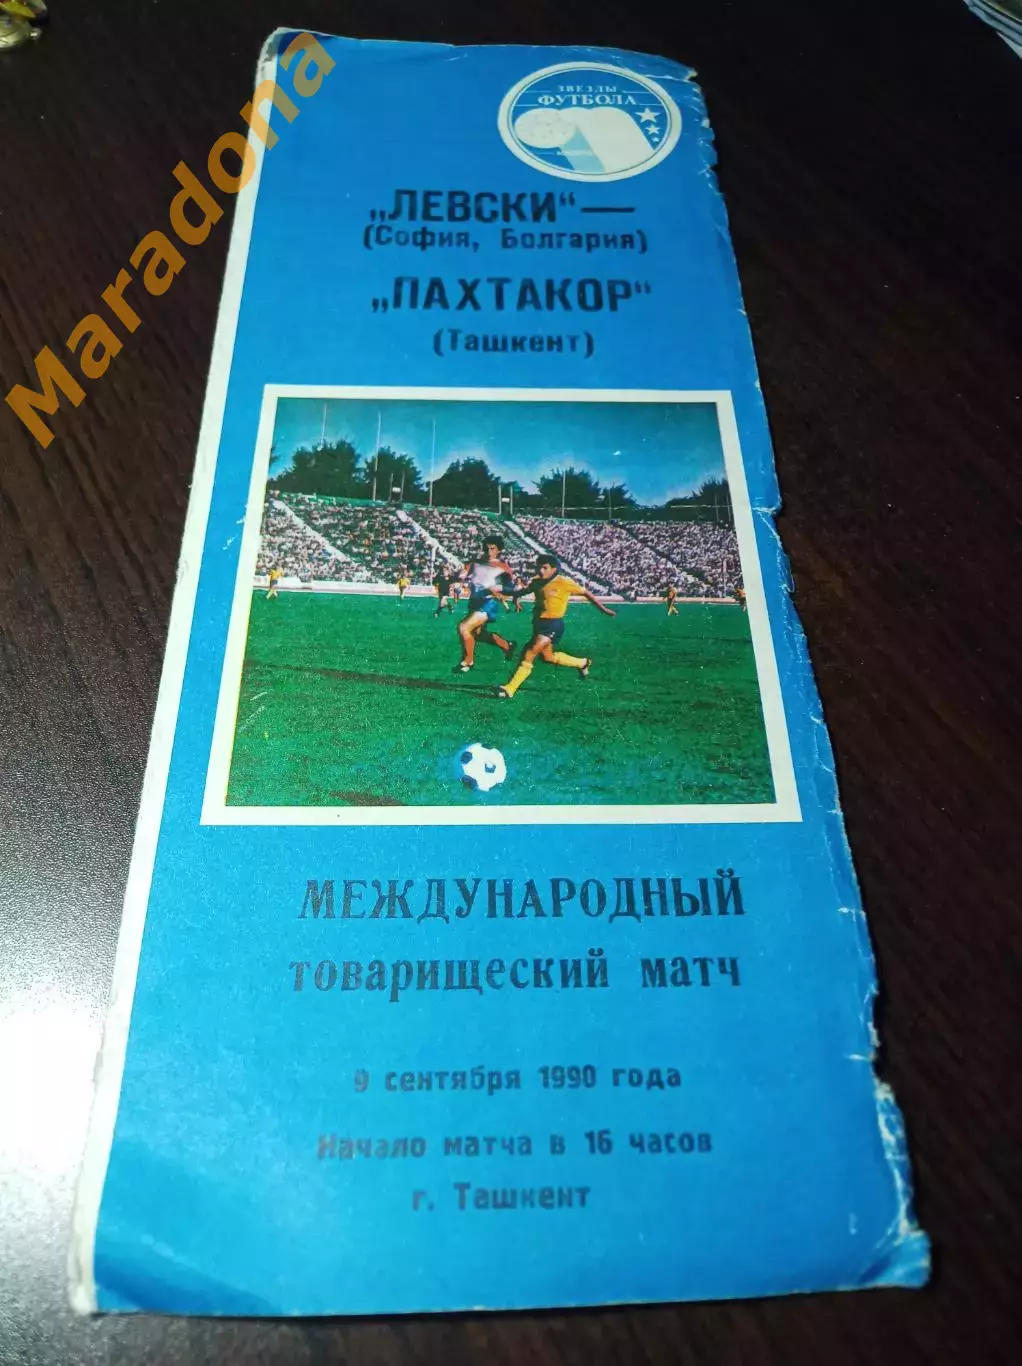 Maradona
ЗВЕЗДЫ
ФУТБОЛА
„ЛЕВСКИ“ —
(София, Болгария)
„ПАХТАКОР“
(Ташкент)
МЕЖДУНАРОДНЫЙ
товарищеский матч
9 сентября 1990 года
Начало матча в 16 часов
г. Ташкент